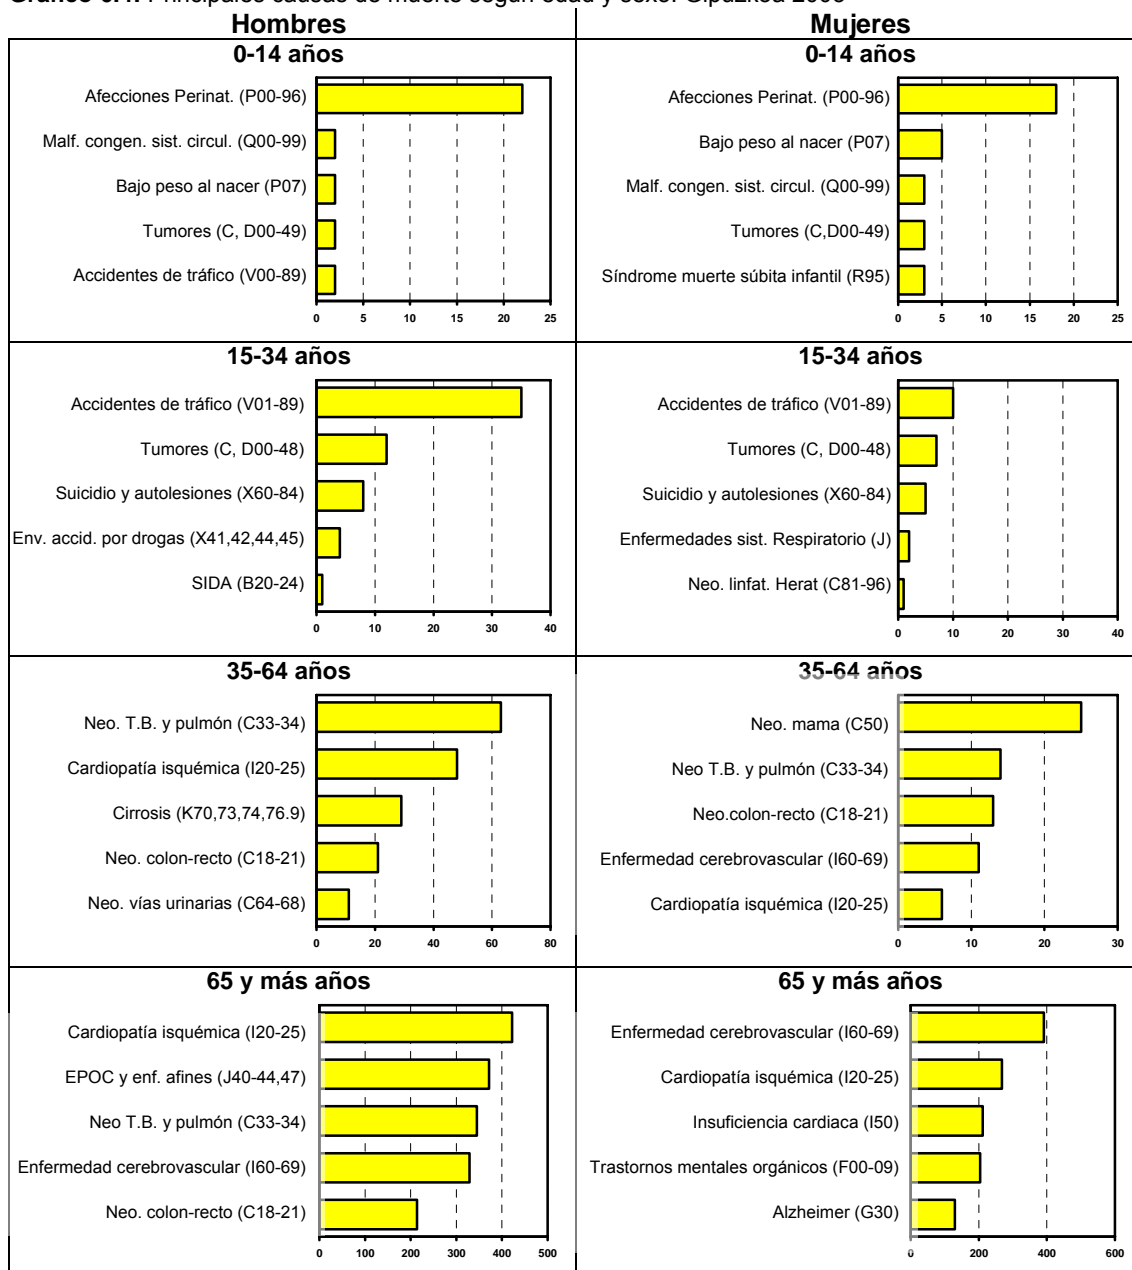 Hombres
Mujeres
0-14 años
Afecciones Perinat. (P00-96)
Malf. congen. sist. circul. (Q00-99)
Bajo peso al nacer (P07)
Tumores (C, D00-49)
Accidentes de tráfico (V00-89)
0 5 10 15 20 25
0-14 años
Afecciones Perinat. (P00-96)
Bajo peso al nacer (P07)
Malf. congen. sist. circul. (Q00-99)
Tumores (C,D00-49)
Síndrome muerte súbita infantil (R95)
0 5 10 15 20 25
15-34 años
Accidentes de tráfico (V01-89)
Tumores (C, D00-48)
Suicidio y autolesiones (X60-84)
Env. accid. por drogas (X41,42,44,45)
SIDA (B20-24)
0 10 20 30 40
15-34 años
Accidentes de tráfico (V01-89)
Tumores (C, D00-48)
Suicidio y autolesiones (X60-84)
Enfermedades sist. Respiratorio (J)
Neo. linfat. Herat (C81-96)
0 10 20 30 40
35-64 años
Neo. T.B. y pulmón (C33-34)
Cardiopatía isquémica (I20-25)
Cirrosis (K70,73,74,76.9)
Neo. colon-recto (C18-21)
Neo. vías urinarias (C64-68)
0 20 40 60 80
35-64 años
Neo. mama (C50)
Neo T.B. y pulmón (C33-34)
Neo.colon-recto (C18-21)
Enfermedad cerebrovascular (I60-69)
Cardiopatía isquémica (I20-25)
0 10 20 30
65 y más años
Cardiopatía isquémica (I20-25)
EPOC y enf. afines (J40-44,47)
Neo T.B. y pulmón (C33-34)
Enfermedad cerebrovascular (I60-69)
Neo. colon-recto (C18-21)
0 100 200 300 400 500
65 y más años
Enfermedad cerebrovascular (I60-69)
Cardiopatía isquémica (I20-25)
Insuficiencia cardiaca (I50)
Trastornos mentales orgánicos (F00-09)
Alzheimer (G30)
0 200 400 600